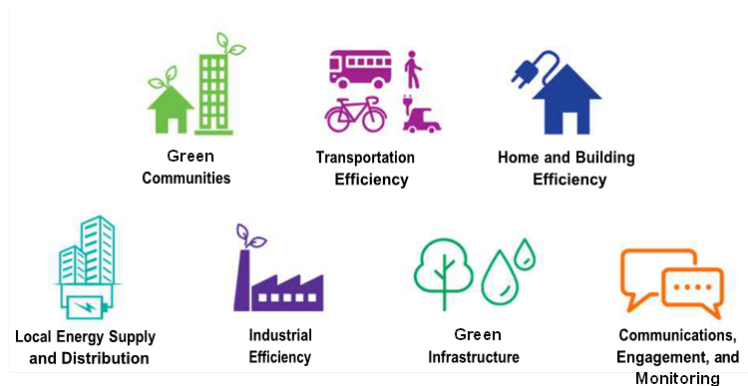 Green
Communities
Transportation
Efficiency
Home and Building
Efficiency
Local Energy Supply
and Distribution
Industrial
Efficiency
Green
Infrastructure
Communications,
Engagement, and
Monitoring